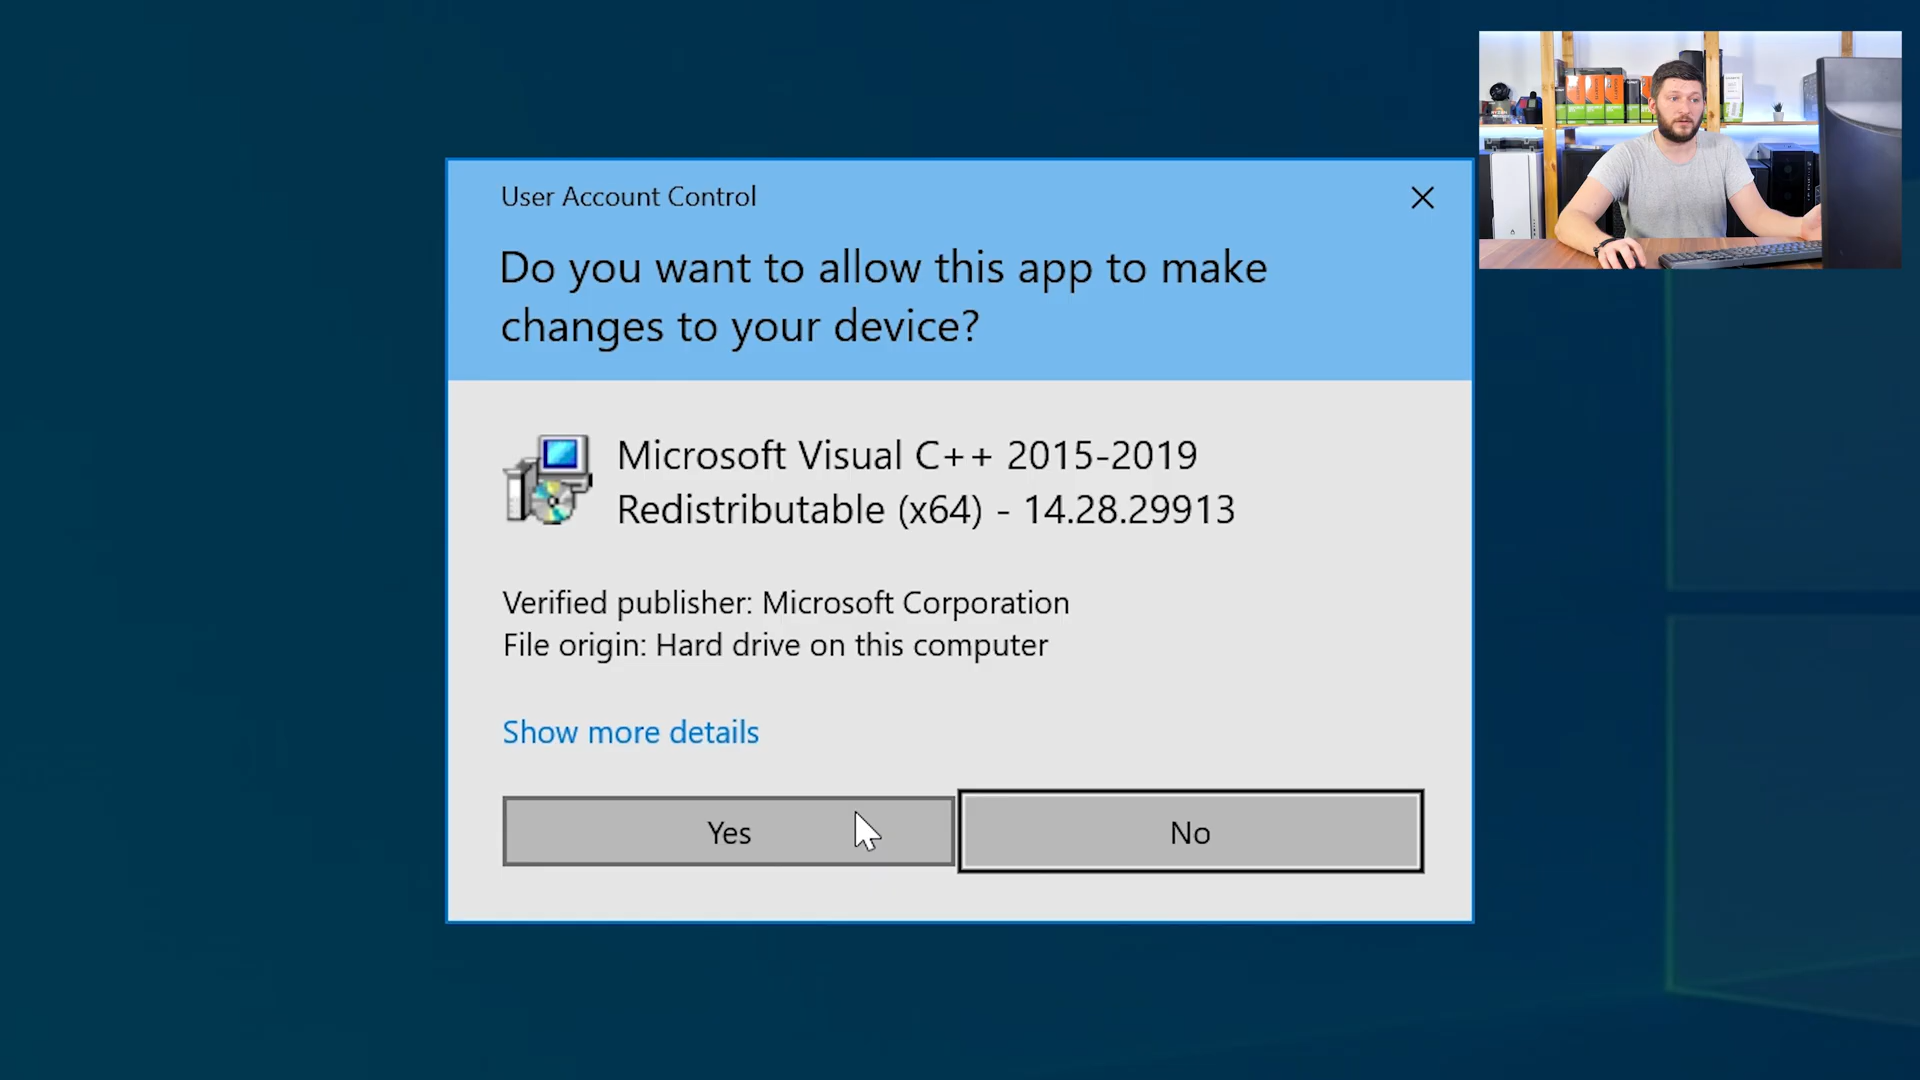 User Account Control
Do you want to allow this app to make
changes to your device?
Microsoft Visual C++ 2015-2019
Redistributable (x64) - 14.28.29913
Verified publisher: Microsoft Corporation
File origin: Hard drive on this computer
Show more details
Yes
No